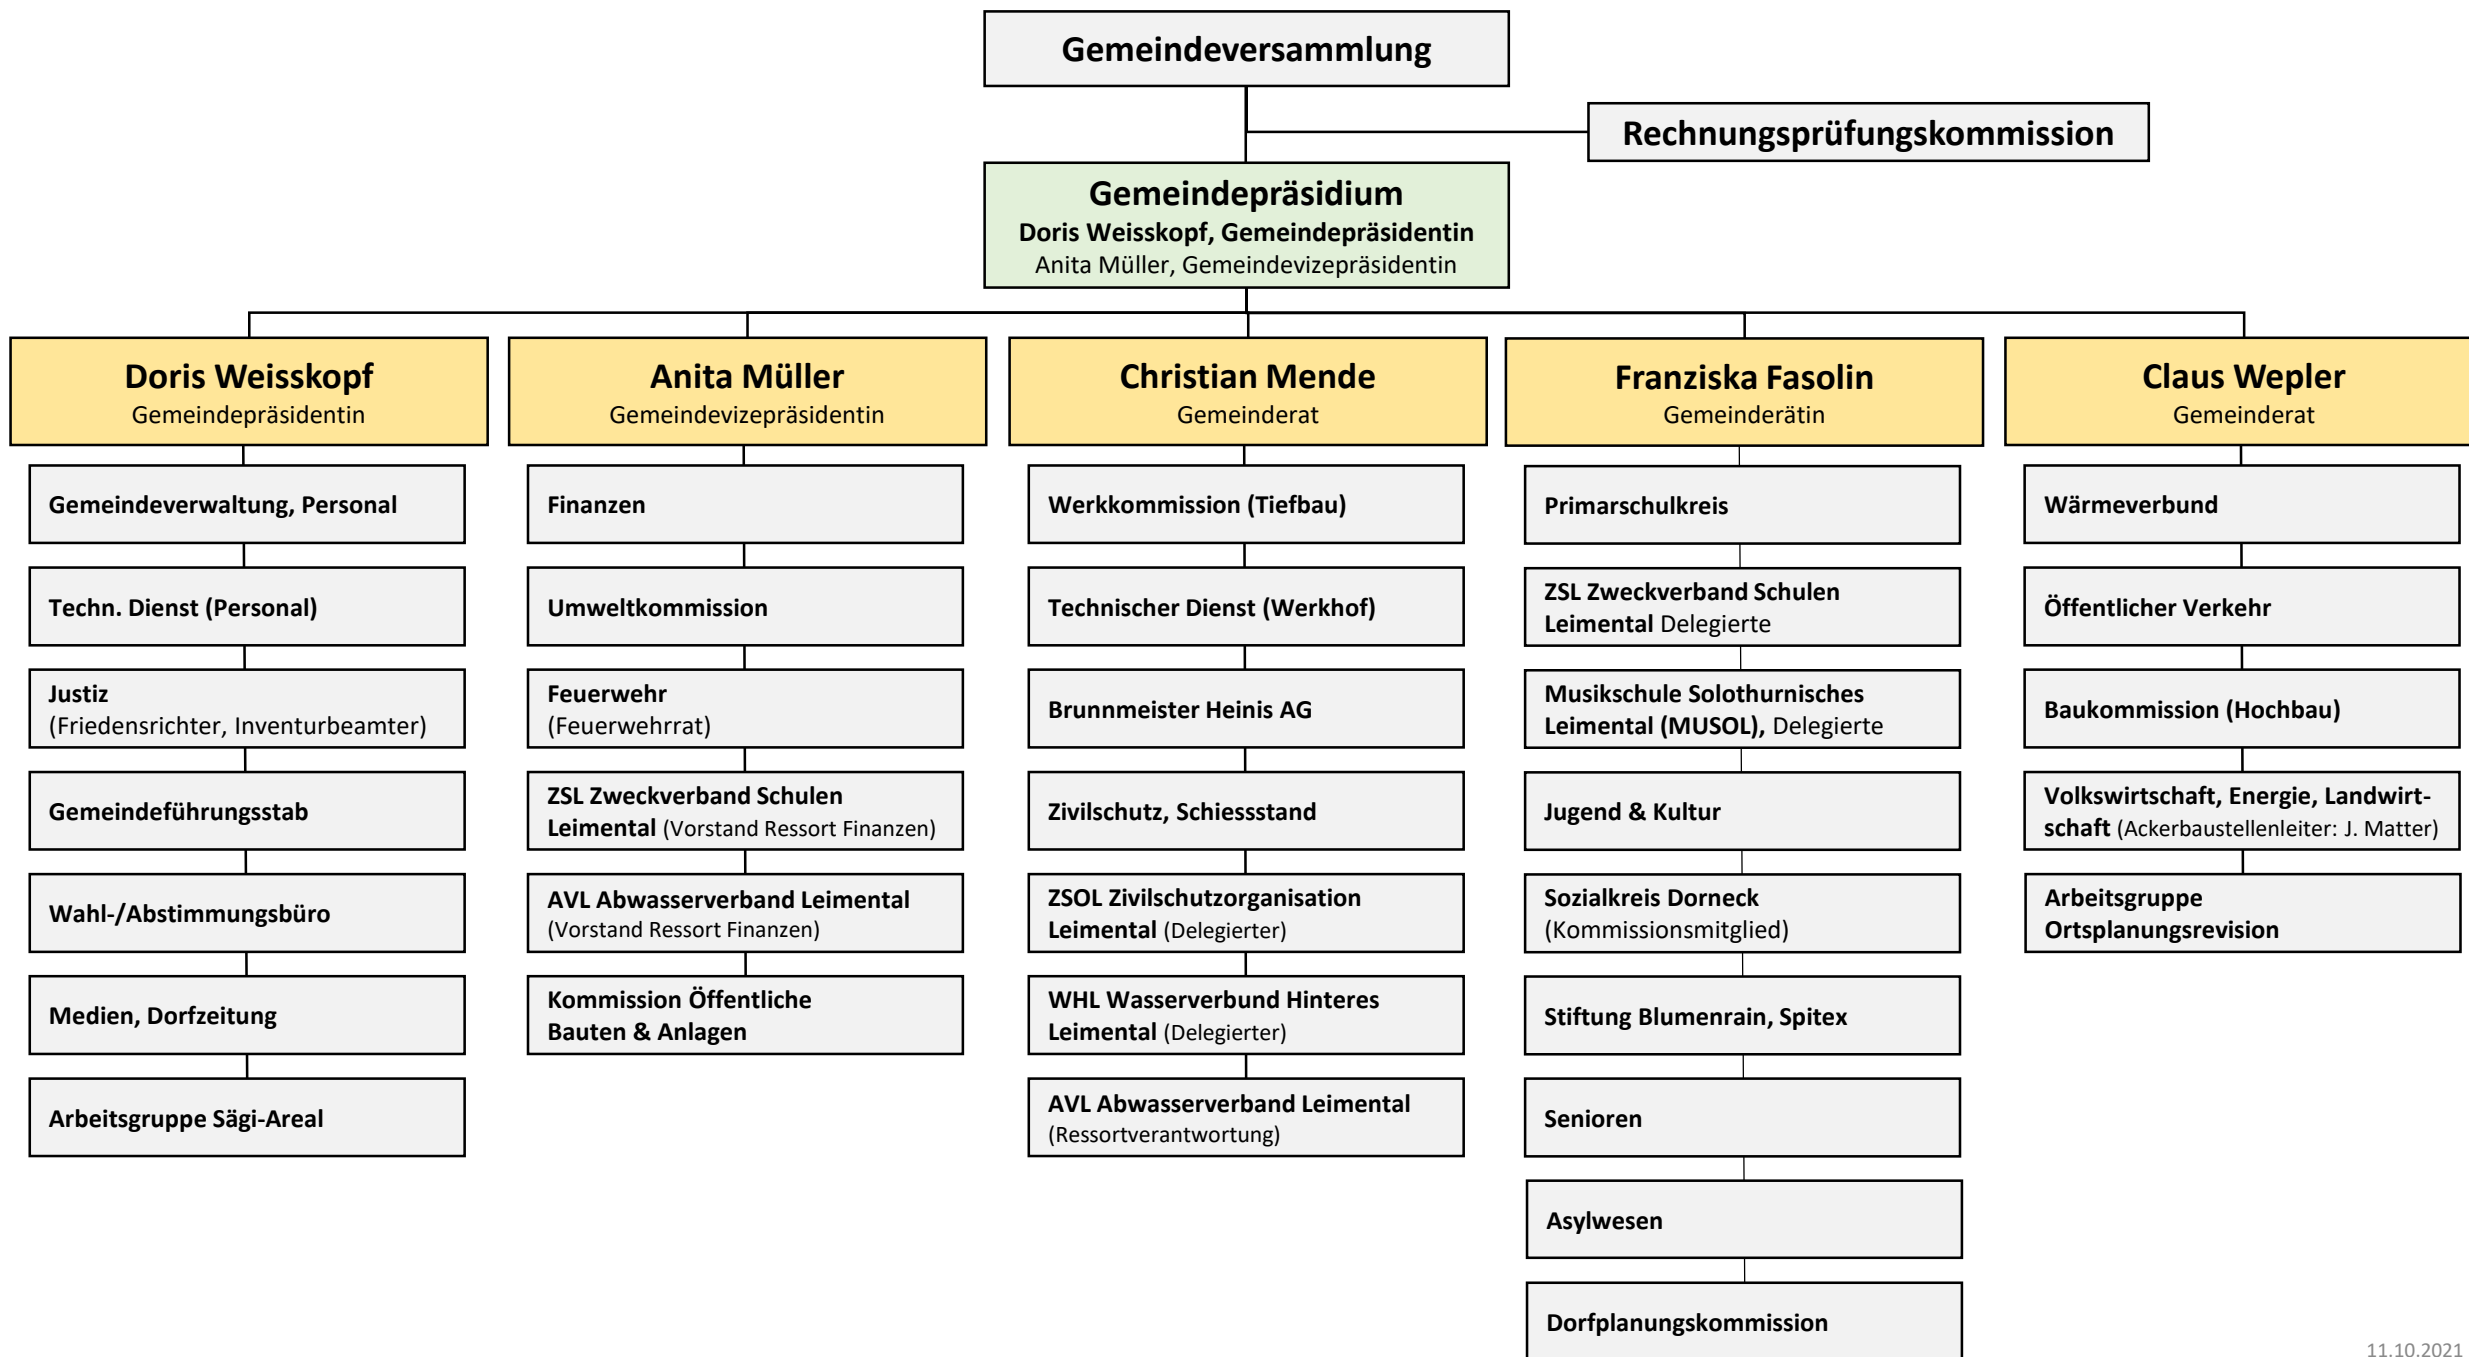 Gemeindeversammlung
Rechnungsprüfungskommission
Gemeindepräsidium
Doris Weisskopf, Gemeindepräsidentin
Anita Müller, Gemeindevizepräsidentin
Doris Weisskopf
Gemeindepräsidentin
Gemeindeverwaltung, Personal
Techn. Dienst (Personal)
Justiz
(Friedensrichter, Inventurbeamter)
Gemeindeführungsstab
Wahl-/Abstimmungsbüro
Medien, Dorfzeitung
Arbeitsgruppe Sägi-Areal
Anita Müller
Gemeindevizepräsidentin
Finanzen
Umweltkommission
Feuerwehr
(Feuerwehrrat)
ZSL Zweckverband Schulen
Leimental (Vorstand Ressort Finanzen)
AVL Abwasserverband Leimental
(Vorstand Ressort Finanzen)
Kommission Öffentliche
Bauten & Anlagen
Christian Mende
Gemeinderat
Werkkommission (Tiefbau)
Technischer Dienst (Werkhof)
Brunnmeister Heinis AG
Zivilschutz, Schiessstand
ZSOL Zivilschutzorganisation
Leimental (Delegierter)
WHL Wasserverbund Hinteres
Leimental (Delegierter)
AVL Abwasserverband Leimental
(Ressortverantwortung)
Franziska Fasolin
Gemeinderätin
Primarschulkreis
ZSL Zweckverband Schulen
Leimental Delegierte
Musikschule Solothurnisches
Leimental (MUSOL), Delegierte
Jugend & Kultur
Sozialkreis Dorneck
(Kommissionsmitglied)
Stiftung Blumenrain, Spitex
Senioren
Asylwesen
Dorfplanungskommission
Claus Wepler
Gemeinderat
Wärmeverbund
Öffentlicher Verkehr
Baukommission (Hochbau)
Volkswirtschaft, Energie, Landwirt-
schaft (Ackerbaustellenleiter: J. Matter)
Arbeitsgruppe
Ortsplanungsrevision
11.10.2021